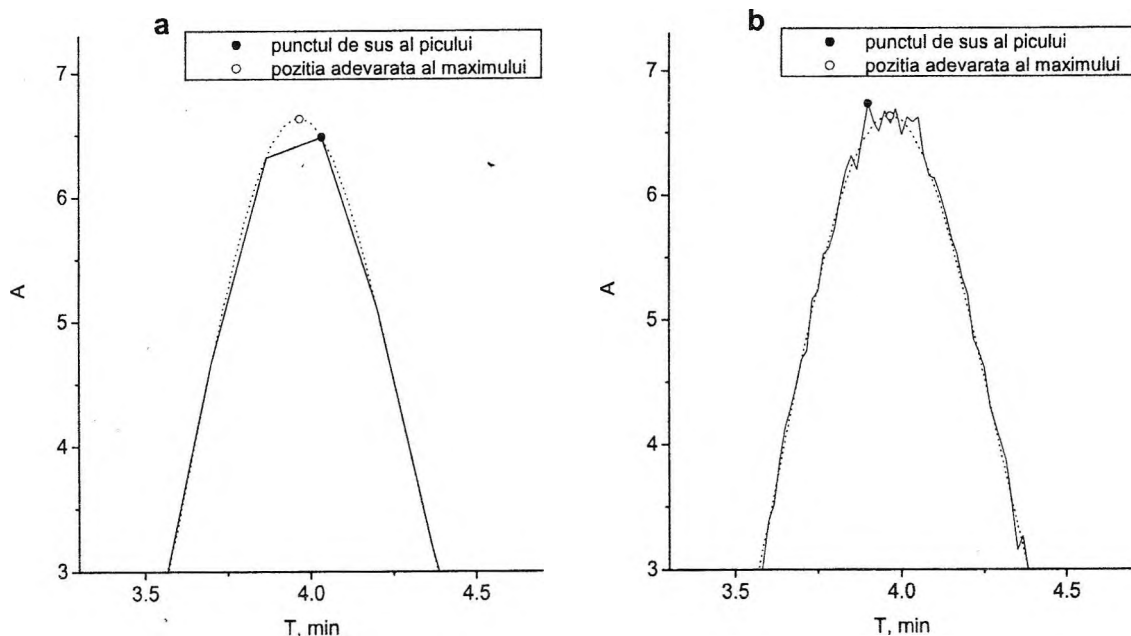 a
punctul de sus al picului
pozitia adevarata al maximului
7
6
5
4
3
A
3.5
4.0
4.5
T, min
b
punctul de sus al picului
pozitia adevarata al maximului
7
6
5
4
3
A
3.5
4.0
4.5
T, min